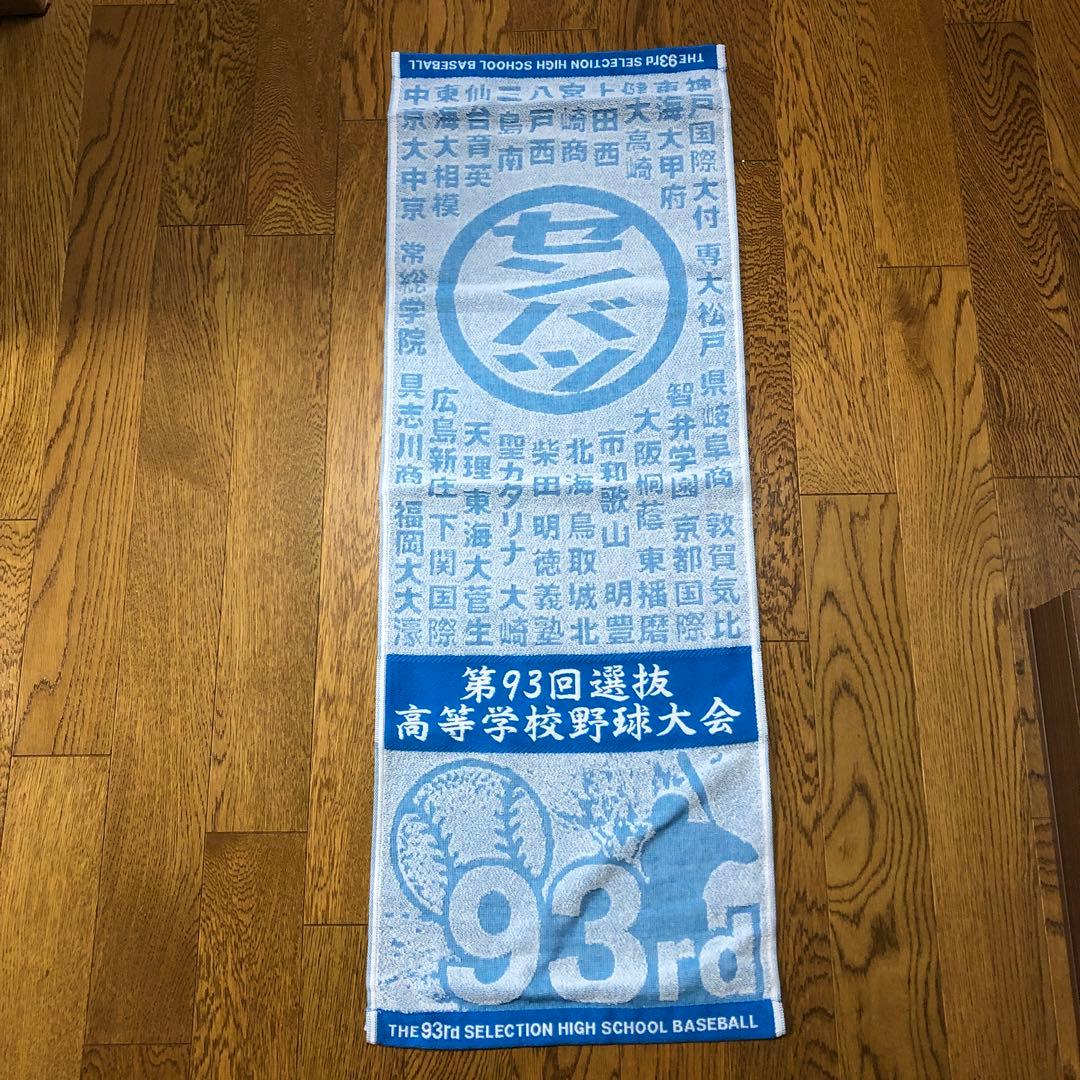 THE 93rd SELECTION HIGH SCHOOL BASEBALL
神戸国際大付 専大松戸 県岐阜商 敦賀気比
東海大甲府
健大高崎
上田西
宮崎商
八戸西
三島南
仙台育英
東海大相模
中京大中京 常総学院 具志川商 福岡大大濠
センバツ
智弁学園 京都国際
大阪桐蔭 東播磨
市和歌山 明豊
北海 鳥取城北
柴田 明徳義塾
聖カタリナ 大崎
天理 東海大菅生
広島新庄 下関国際
第93回選抜
高等学校野球大会
93rd
THE 93rd SELECTION HIGH SCHOOL BASEBALL